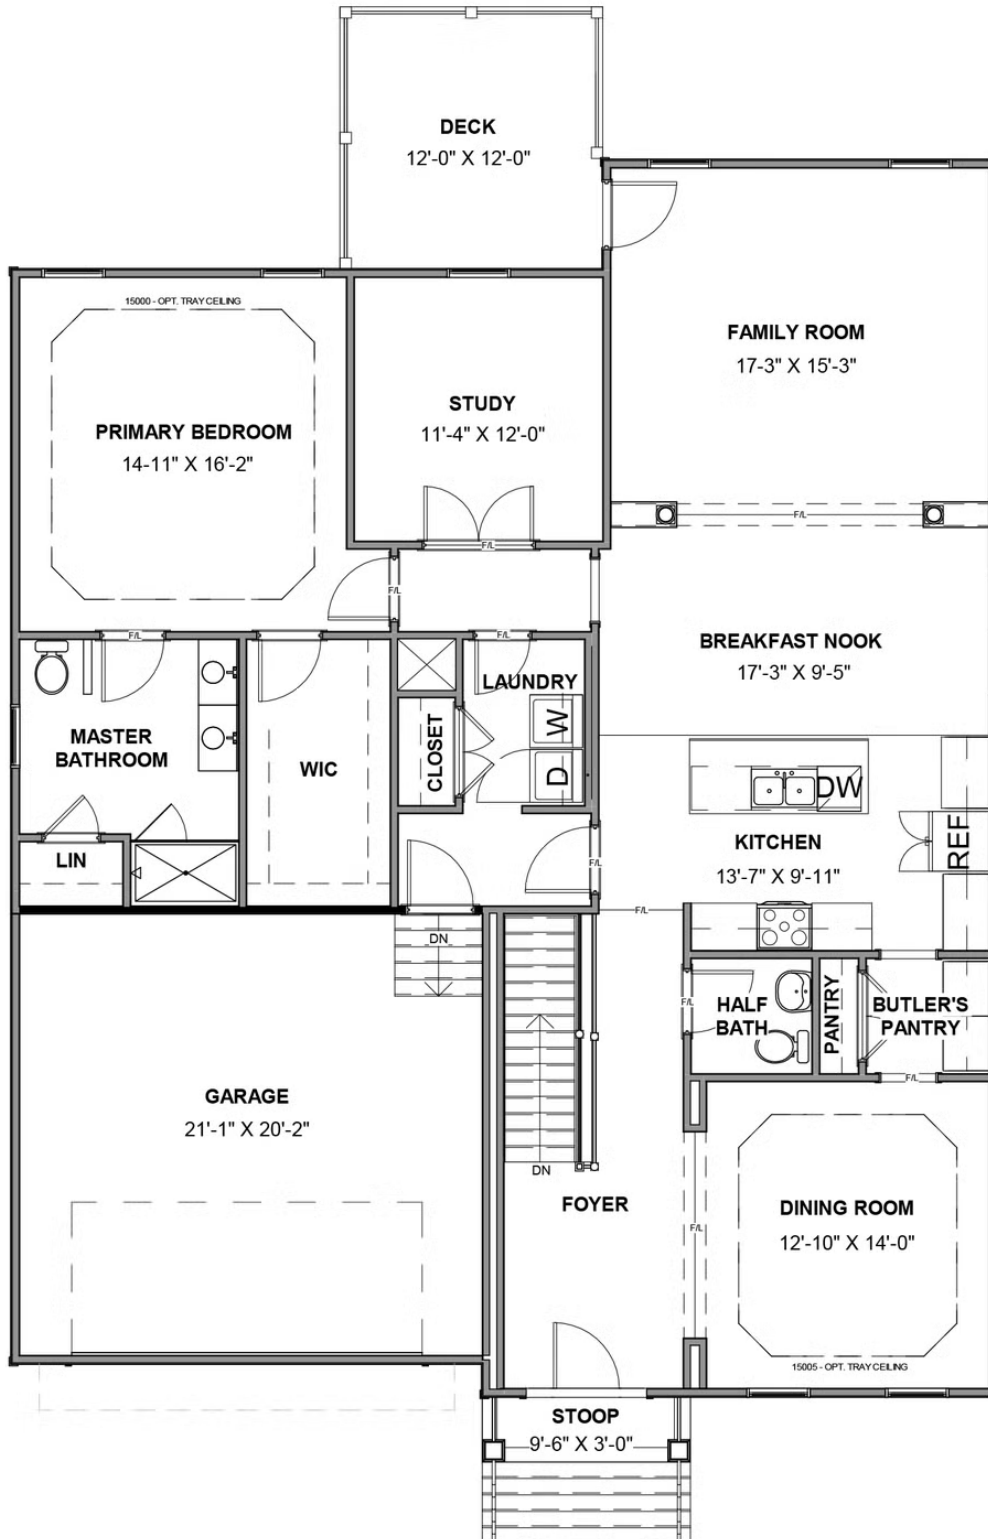 DECK
12'-0" X 12'-0"
15000 - OPT. TRAY CEILING
FAMILY ROOM
17'-3" X 15'-3"
STUDY
11'-4" X 12'-0"
PRIMARY BEDROOM
14-11" X 16'-2"
F/L
F/L
F/L
F/L
F/L
BREAKFAST NOOK
17'-3" X 9'-5"
LAUNDRY
W
D
CLOSET
MASTER
BATHROOM
WIC
DW
KITCHEN
13'-7" X 9'-11"
REF
LIN
F/L
F/L
DN
HALF
BATH
F/L
PANTRY
BUTLER'S
PANTRY
F/L
GARAGE
21'-1" X 20'-2"
DN
FOYER
F/L
DINING ROOM
12'-10" X 14'-0"
15005 - OPT. TRAY CEILING
STOOP
9'-6" X 3'-0"